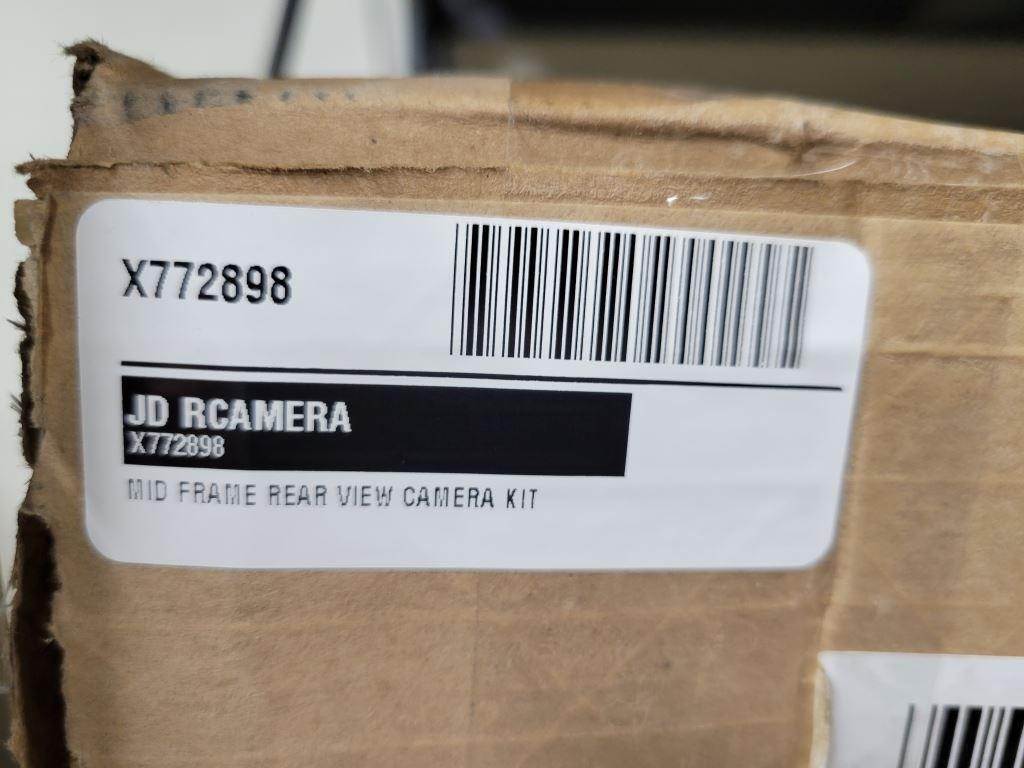 X772898
JD RCAMERA
X772898
MID FRAME REAR VIEW CAMERA KIT